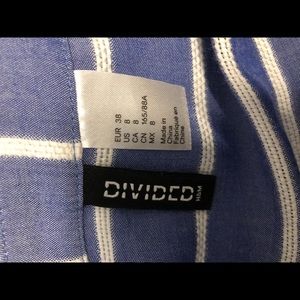 EUR 38
US 8
CA 8
CN 165/88A
MX 8
Made in
China
Fabriqué en
Chine
DIVIDED
H&M